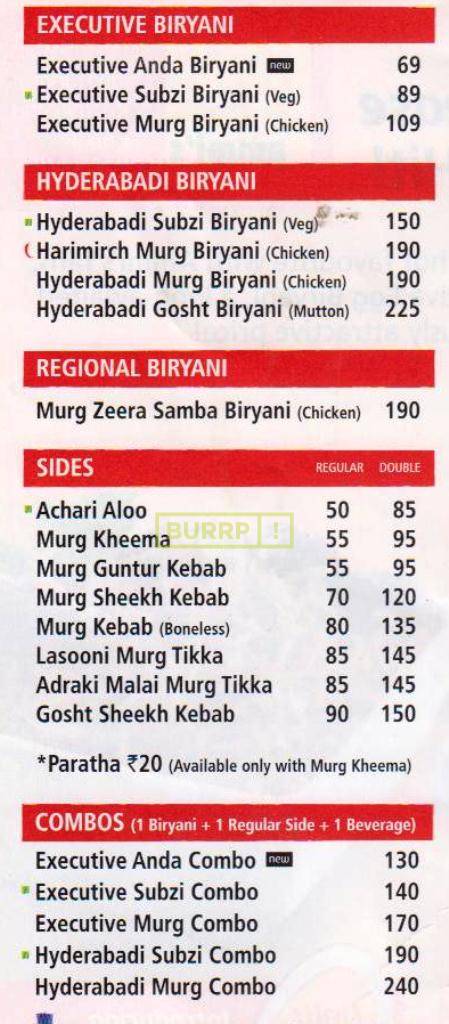 EXECUTIVE BIRYANI
Executive Anda Biryani new 69
Executive Subzi Biryani (Veg) 89
Executive Murg Biryani (Chicken) 109
HYDERABADI BIRYANI
Hyderabadi Subzi Biryani (Veg) 150
Harimirch Murg Biryani (Chicken) 190
Hyderabadi Murg Biryani (Chicken) 190
Hyderabadi Gosht Biryani (Mutton) 225
REGIONAL BIRYANI
Murg Zeera Samba Biryani (Chicken) 190
SIDES REGULAR DOUBLE
Achari Aloo 50 85
BURRP!
Murg Kheema 55 95
Murg Guntur Kebab 55 95
Murg Sheekh Kebab 70 120
Murg Kebab (Boneless) 80 135
Lasooni Murg Tikka 85 145
Adraki Malai Murg Tikka 85 145
Gosht Sheekh Kebab 90 150
*Paratha ₹20 (Available only with Murg Kheema)
COMBOS (1 Biryani + 1 Regular Side + 1 Beverage)
Executive Anda Combo new 130
Executive Subzi Combo 140
Executive Murg Combo 170
Hyderabadi Subzi Combo 190
Hyderabadi Murg Combo 240